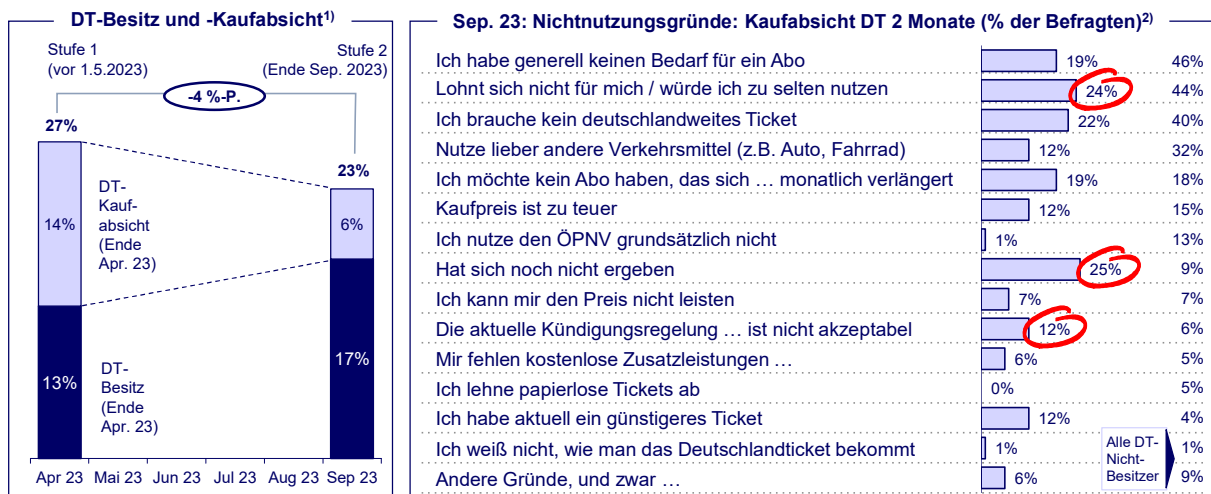 DT-Besitz und -Kaufabsicht1)
Stufe 1
(vor 1.5.2023)
Stufe 2
(Ende Sep. 2023)
-4 %-P.
27%
23%
14%
DT-
Kauf-
absicht
(Ende
Apr. 23)
6%
13%
DT-
Besitz
(Ende
Apr. 23)
17%
Apr 23 Mai 23 Jun 23 Jul 23 Aug 23 Sep 23
Sep. 23: Nichtnutzungsgründe: Kaufabsicht DT 2 Monate (% der Befragten)2)
Ich habe generell keinen Bedarf für ein Abo 19% 46%
Lohnt sich nicht für mich / würde ich zu selten nutzen 24% 44%
Ich brauche kein deutschlandweites Ticket 22% 40%
Nutze lieber andere Verkehrsmittel (z.B. Auto, Fahrrad) 12% 32%
Ich möchte kein Abo haben, das sich … monatlich verlängert 19% 18%
Kaufpreis ist zu teuer 12% 15%
Ich nutze den ÖPNV grundsätzlich nicht 1% 13%
Hat sich noch nicht ergeben 25% 9%
Ich kann mir den Preis nicht leisten 7% 7%
Die aktuelle Kündigungsregelung … ist nicht akzeptabel 12% 6%
Mir fehlen kostenlose Zusatzleistungen … 6% 5%
Ich lehne papierlose Tickets ab 0% 5%
Ich habe aktuell ein günstigeres Ticket 12% 4%
Ich weiß nicht, wie man das Deutschlandticket bekommt 1% 1%
Andere Gründe, und zwar … 6% 9%
Alle DT-
Nicht-
Besitzer